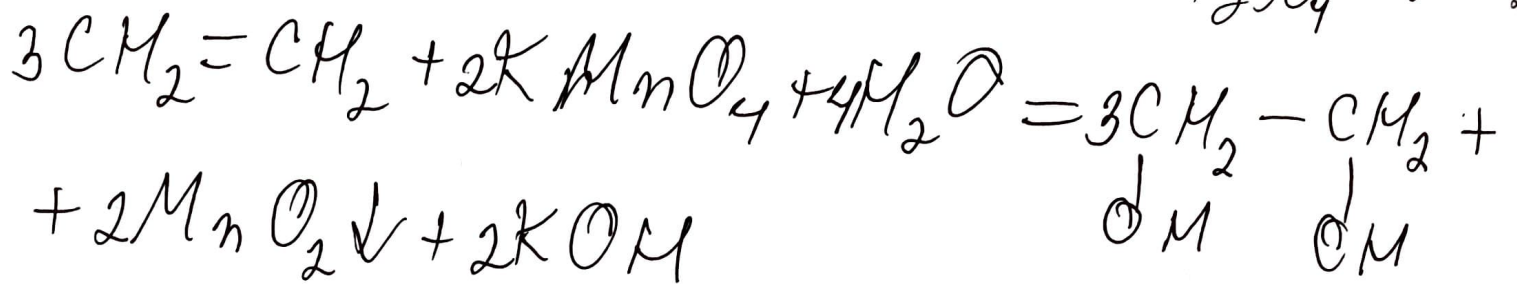 3CH₂=CH₂ +2KMnO₄+4H₂O =3CH₂-CH₂ +
OH OH
+2MnO₂↓+2KOH